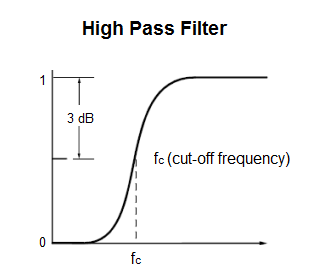 High Pass Filter
1
3 dB
fc (cut-off frequency)
0
fc